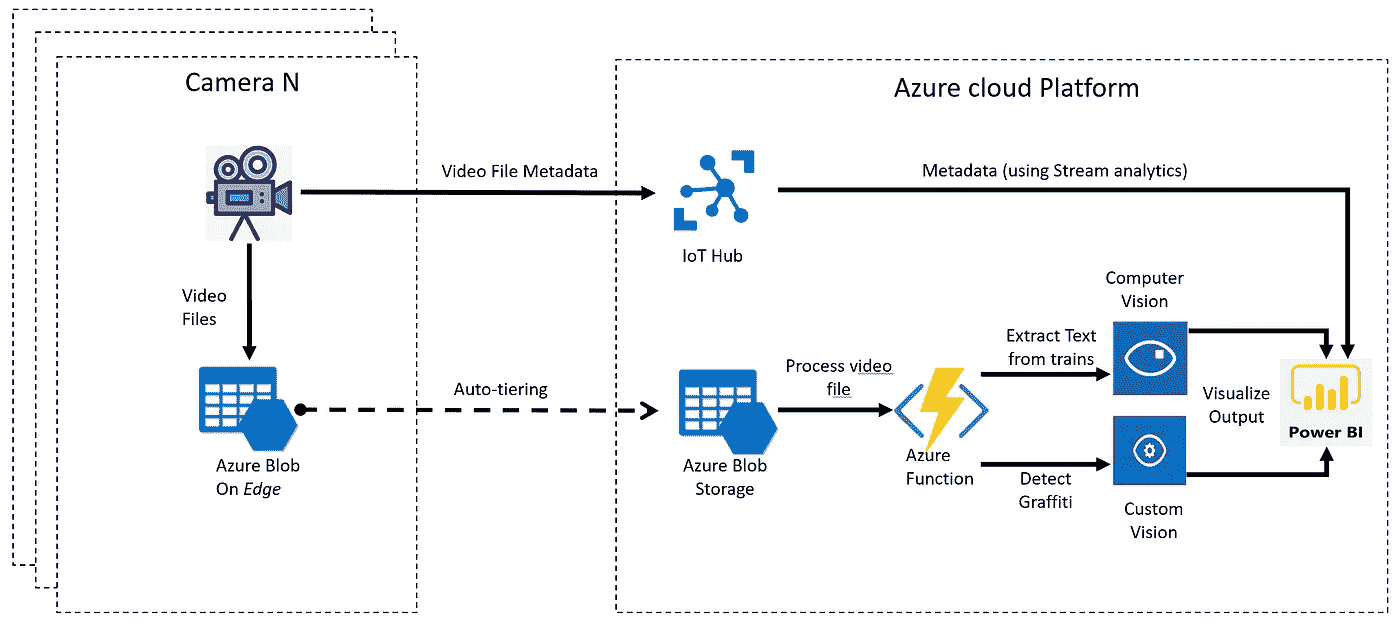 Camera N
Azure cloud Platform
Video File Metadata
Metadata (using Stream analytics)
IoT Hub
Video
Files
Computer
Vision
Extract Text
from trains
Process video
file
Auto-tiering
Visualize
Output
Power BI
Azure Blob
On Edge
Azure Blob
Storage
Azure
Function
Detect
Graffiti
Custom
Vision